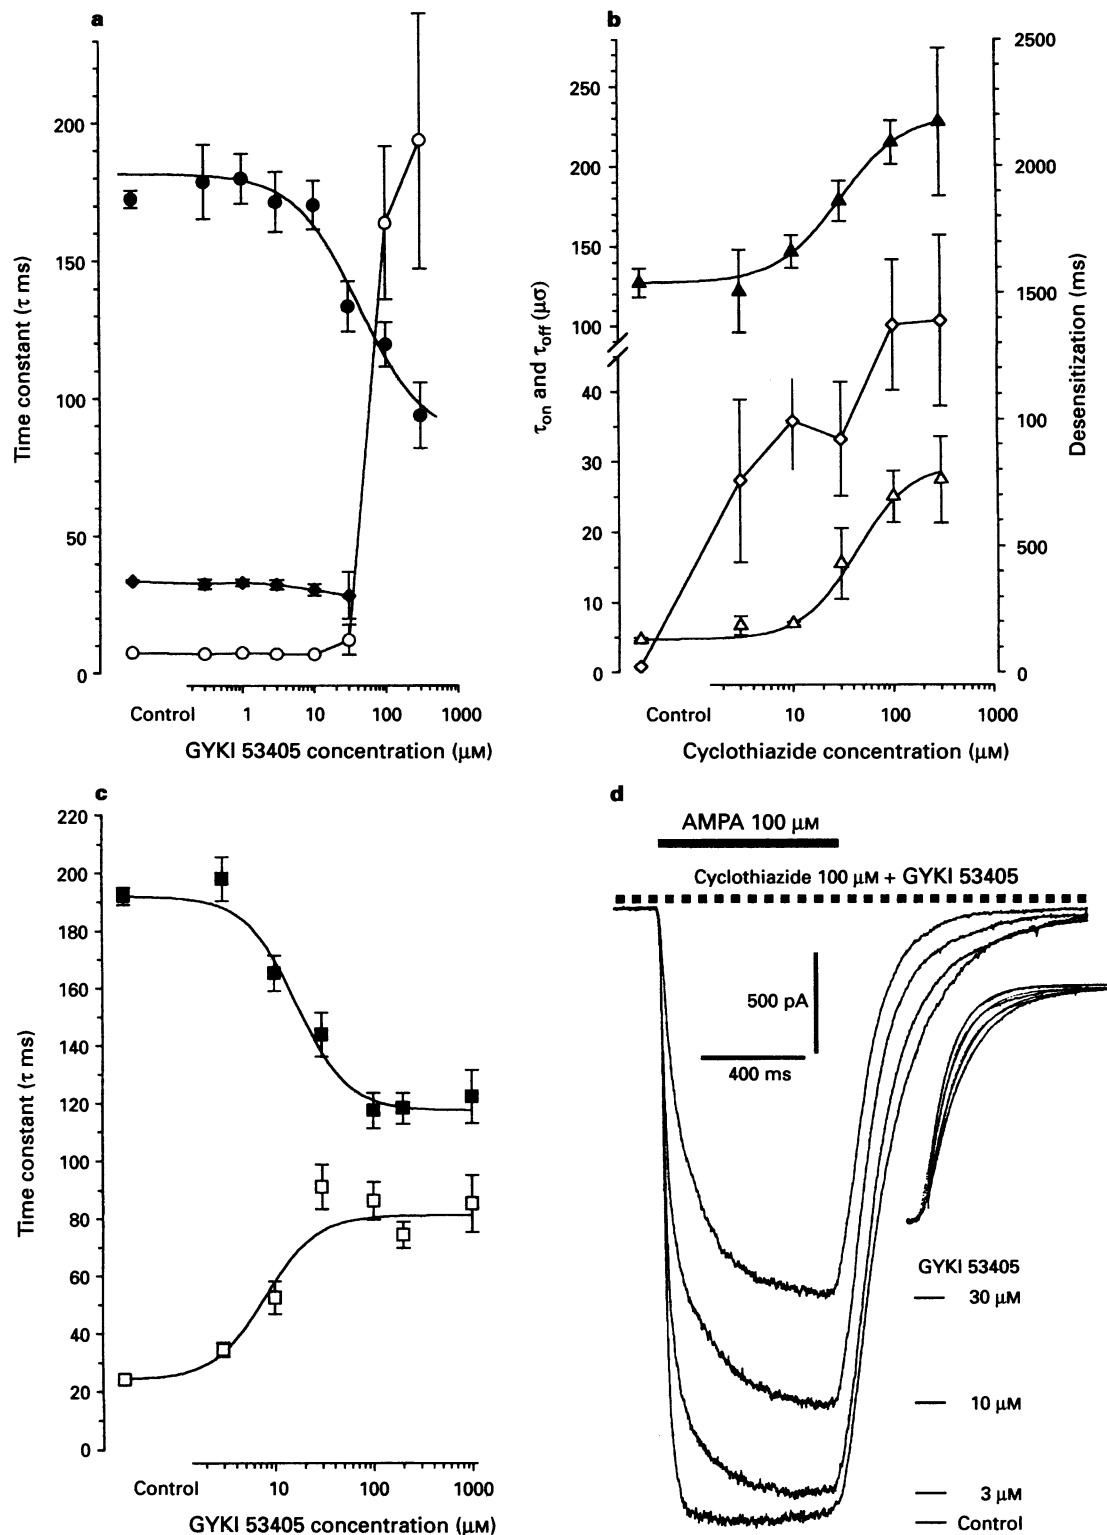 a
200
150
100
50
0
Time constant (τ ms)
Control 1 10 100 1000
GYKI 53405 concentration (μM)
b
250
200
150
100
40
30
20
10
0
τon and τoff (μσ)
2500
2000
1500
100
500
0
Desensitization (ms)
Control 10 100 1000
Cyclothiazide concentration (μM)
c
220
200
180
160
140
120
100
80
60
40
20
0
Time constant (τ ms)
Control 10 100 1000
GYKI 53405 concentration (μM)
d
AMPA 100 μM
Cyclothiazide 100 μM + GYKI 53405
500 pA
400 ms
GYKI 53405
30 μM
10 μM
3 μM
Control